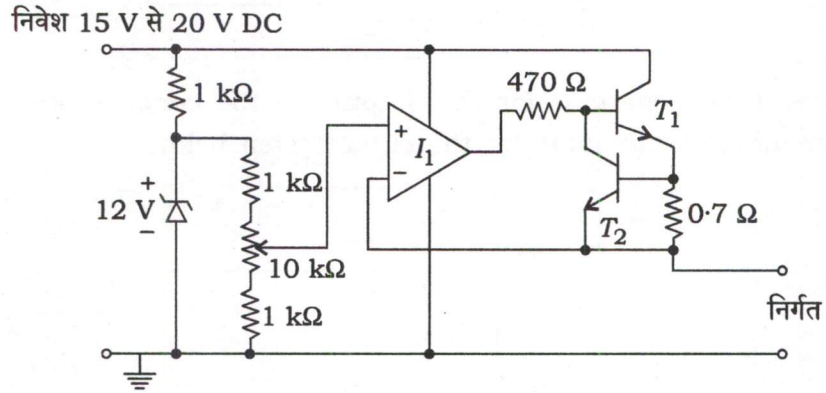 निवेश 15 V से 20 V DC
1 kΩ
470 Ω
T₁
+
I₁
−
1 kΩ
+
12 V
−
T₂
0·7 Ω
10 kΩ
1 kΩ
निर्गत